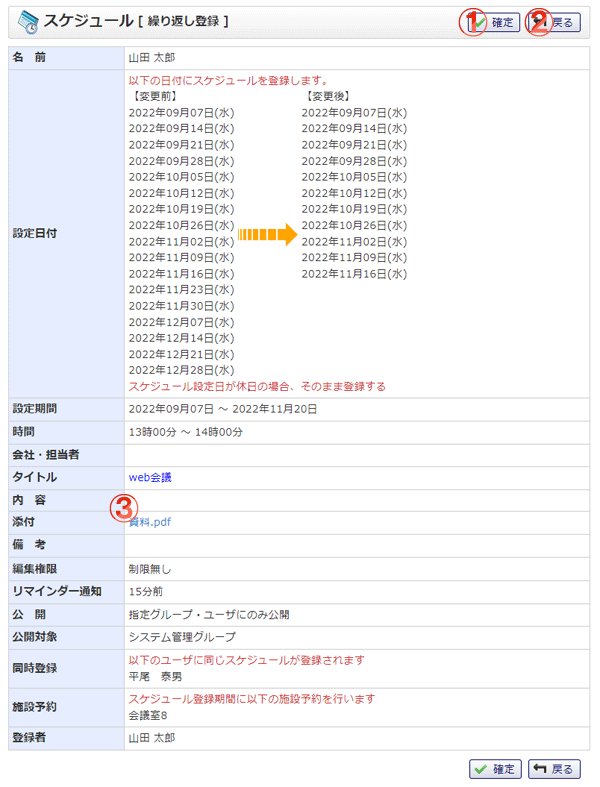 スケジュール [ 繰り返し登録 ]
① 確定 ② 戻る
名　前 山田 太郎
設定日付
以下の日付にスケジュールを登録します。
【変更前】 【変更後】
2022年09月07日(水) 2022年09月07日(水)
2022年09月14日(水) 2022年09月14日(水)
2022年09月21日(水) 2022年09月21日(水)
2022年09月28日(水) 2022年09月28日(水)
2022年10月05日(水) 2022年10月05日(水)
2022年10月12日(水) 2022年10月12日(水)
2022年10月19日(水) 2022年10月19日(水)
2022年10月26日(水) 2022年10月26日(水)
2022年11月02日(水) 2022年11月02日(水)
2022年11月09日(水) 2022年11月09日(水)
2022年11月16日(水) 2022年11月16日(水)
2022年11月23日(水)
2022年11月30日(水)
2022年12月07日(水)
2022年12月14日(水)
2022年12月21日(水)
2022年12月28日(水)
スケジュール設定日が休日の場合、そのまま登録する
設定期間 2022年09月07日 ～ 2022年11月20日
時間 13時00分 ～ 14時00分
会社・担当者
タイトル web会議
内　容
③
添付 資料.pdf
備　考
編集権限 制限無し
リマインダー通知 15分前
公　開 指定グループ・ユーザにのみ公開
公開対象 システム管理グループ
同時登録 以下のユーザに同じスケジュールが登録されます
平尾　泰男
施設予約 スケジュール登録期間に以下の施設予約を行います
会議室8
登録者 山田 太郎
確定 戻る